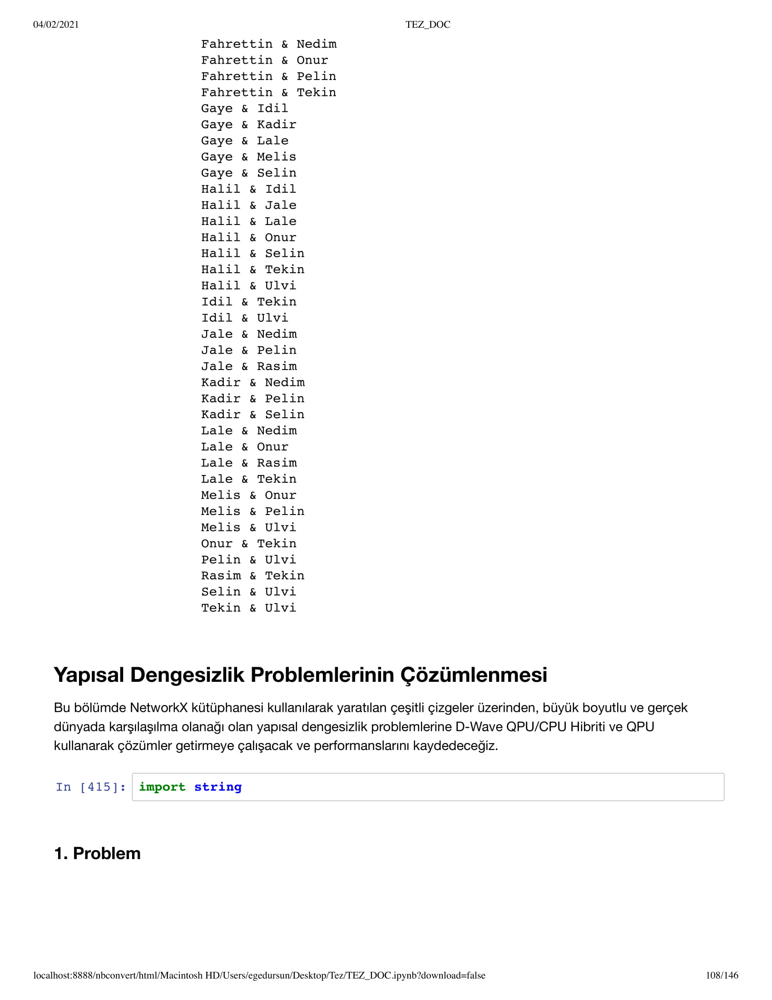 04/02/2021 TEZ_DOC
Fahrettin & Nedim
Fahrettin & Onur
Fahrettin & Pelin
Fahrettin & Tekin
Gaye & Idil
Gaye & Kadir
Gaye & Lale
Gaye & Melis
Gaye & Selin
Halil & Idil
Halil & Jale
Halil & Lale
Halil & Onur
Halil & Selin
Halil & Tekin
Halil & Ulvi
Idil & Tekin
Idil & Ulvi
Jale & Nedim
Jale & Pelin
Jale & Rasim
Kadir & Nedim
Kadir & Pelin
Kadir & Selin
Lale & Nedim
Lale & Onur
Lale & Rasim
Lale & Tekin
Melis & Onur
Melis & Pelin
Melis & Ulvi
Onur & Tekin
Pelin & Ulvi
Rasim & Tekin
Selin & Ulvi
Tekin & Ulvi
Yapısal Dengesizlik Problemlerinin Çözümlenmesi
Bu bölümde NetworkX kütüphanesi kullanılarak yaratılan çeşitli çizgeler üzerinden, büyük boyutlu ve gerçek
dünyada karşılaşılma olanağı olan yapısal dengesizlik problemlerine D-Wave QPU/CPU Hibriti ve QPU
kullanarak çözümler getirmeye çalışacak ve performanslarını kaydedeceğiz.
In [415]: import string
1. Problem
localhost:8888/nbconvert/html/Macintosh HD/Users/egedursun/Desktop/Tez/TEZ_DOC.ipynb?download=false 108/146